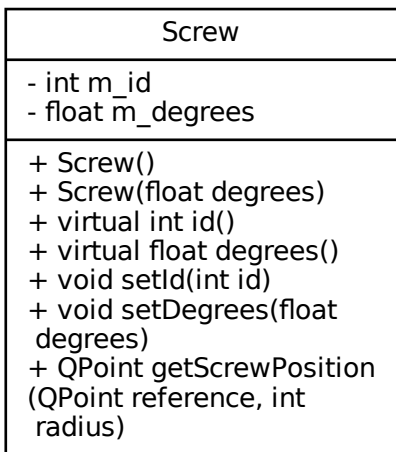 Screw
- int m_id
- float m_degrees
+ Screw()
+ Screw(float degrees)
+ virtual int id()
+ virtual float degrees()
+ void setId(int id)
+ void setDegrees(float
degrees)
+ QPoint getScrewPosition
(QPoint reference, int
radius)